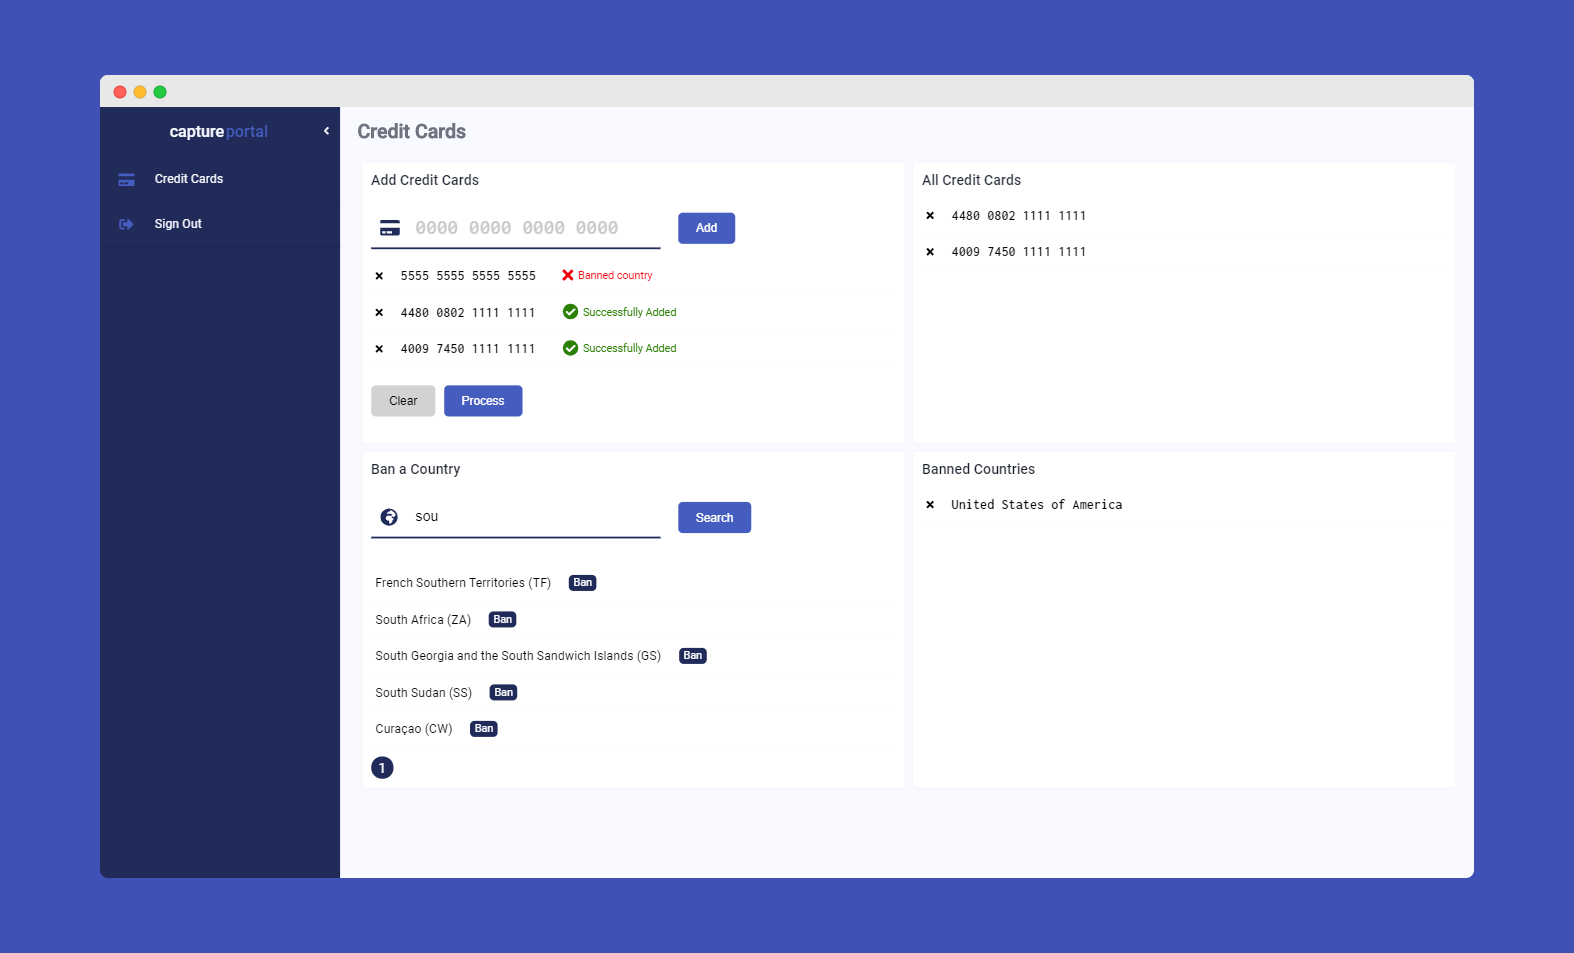 captureportal
Credit Cards
Sign Out
Credit Cards
Add Credit Cards
0000 0000 0000 0000
Add
5555 5555 5555 5555 Banned country
4480 0802 1111 1111 Successfully Added
4009 7450 1111 1111 Successfully Added
Clear Process
All Credit Cards
4480 0802 1111 1111
4009 7450 1111 1111
Ban a Country
sou
Search
French Southern Territories (TF) Ban
South Africa (ZA) Ban
South Georgia and the South Sandwich Islands (GS) Ban
South Sudan (SS) Ban
Curaçao (CW) Ban
1
Banned Countries
United States of America